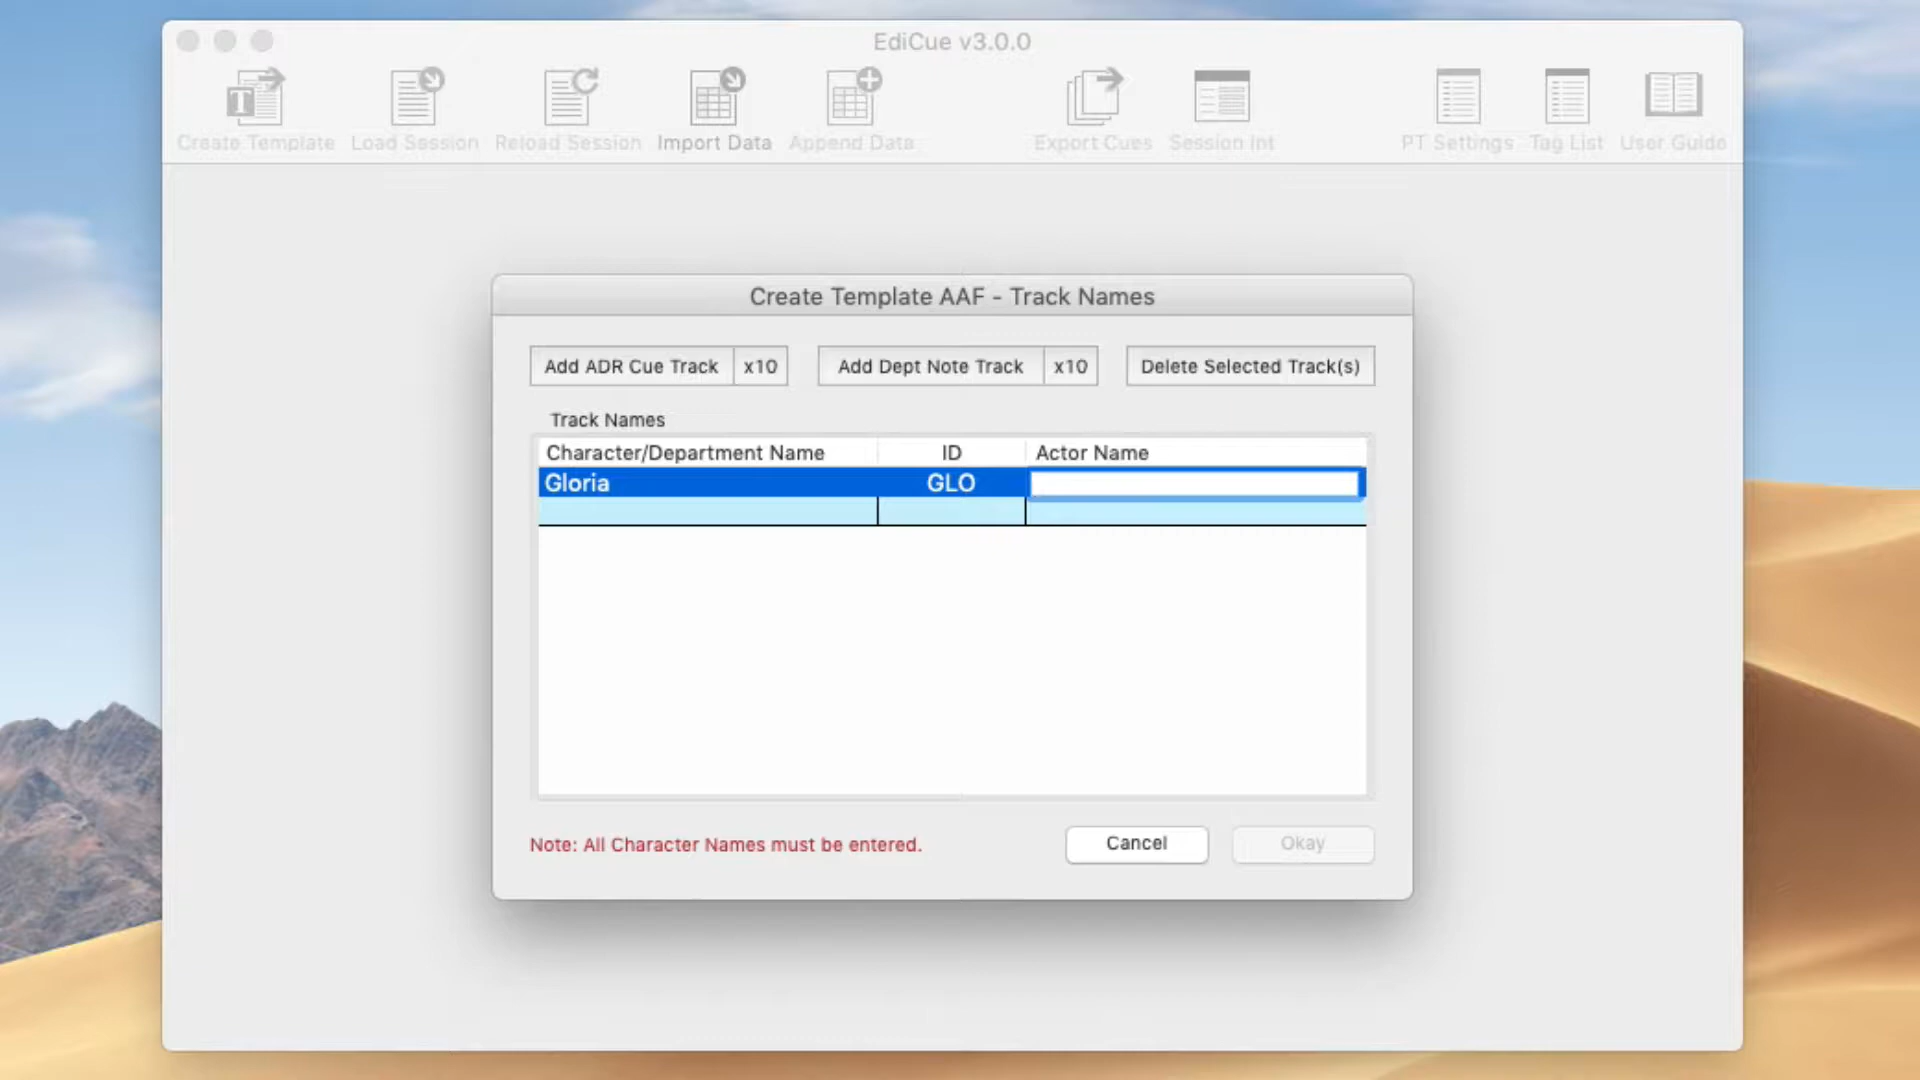 EdiCue v3.0.0
T
Create Template Load Session Reload Session Import Data Append Data Export Cues Session Int PT Settings Tag List User Guide
Create Template AAF - Track Names
Add ADR Cue Track x10 Add Dept Note Track x10 Delete Selected Track(s)
Track Names
Character/Department Name ID Actor Name
Gloria GLO
Note: All Character Names must be entered. Cancel Okay